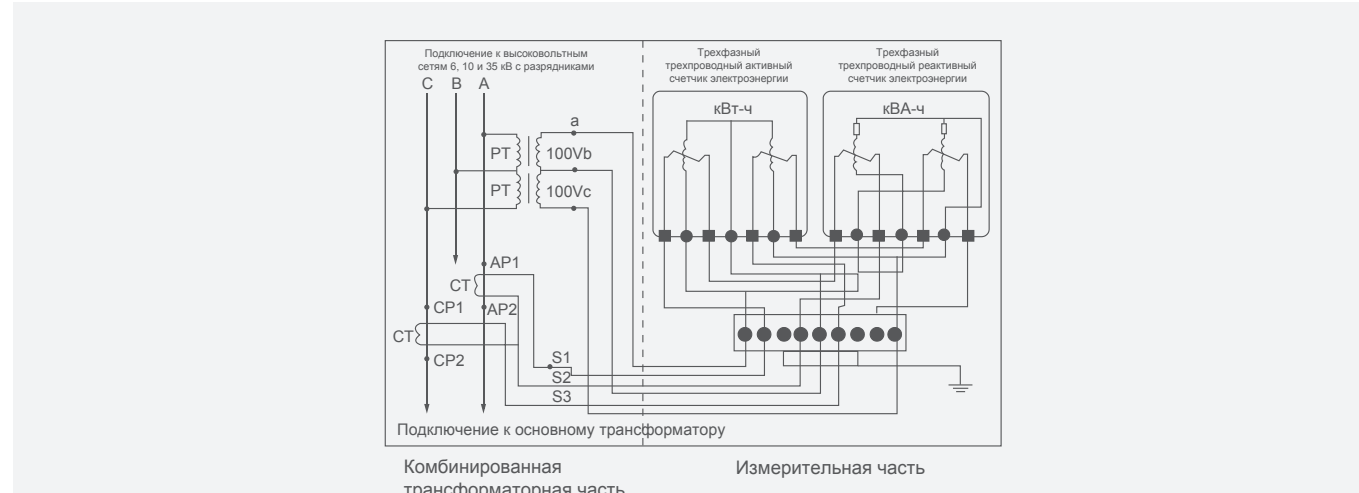 Подключение к высоковольтным
сетям 6, 10 и 35 кВ с разрядниками
Трехфазный
трехпроводный активный
счетчик электроэнергии
Трехфазный
трехпроводный реактивный
счетчик электроэнергии
C B A
кВт-ч
кВА-ч
a
PT
100Vb
PT
100Vc
AP1
CT
CP1
AP2
CT
CP2
S1
S2
S3
Подключение к основному трансформатору
Комбинированная
трансформаторная часть
Измерительная часть